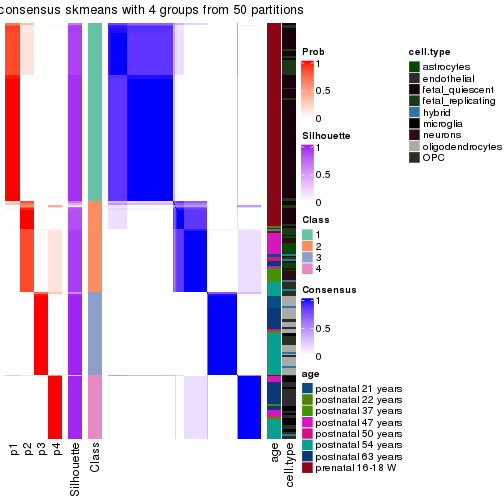 consensus skmeans with 4 groups from 50 partitions
Prob
1
0.5
0
Silhouette
1
0.5
0
Class
1
2
3
4
Consensus
1
0.5
0
age
postnatal 21 years
postnatal 22 years
postnatal 37 years
postnatal 47 years
postnatal 50 years
postnatal 54 years
postnatal 63 years
prenatal 16-18 W
cell.type
astrocytes
endothelial
fetal_quiescent
fetal_replicating
hybrid
microglia
neurons
oligodendrocytes
OPC
p1
p2
p3
p4
Silhouette
Class
age
cell.type